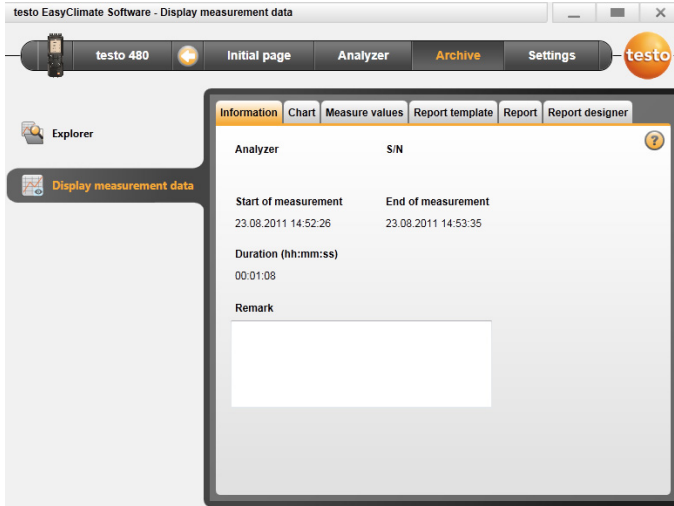 testo EasyClimate Software - Display measurement data
testo 480 Initial page Analyzer Archive Settings testo
Information Chart Measure values Report template Report Report designer
?
Explorer
Display measurement data
Analyzer S/N
Start of measurement End of measurement
23.08.2011 14:52:26 23.08.2011 14:53:35
Duration (hh:mm:ss)
00:01:08
Remark